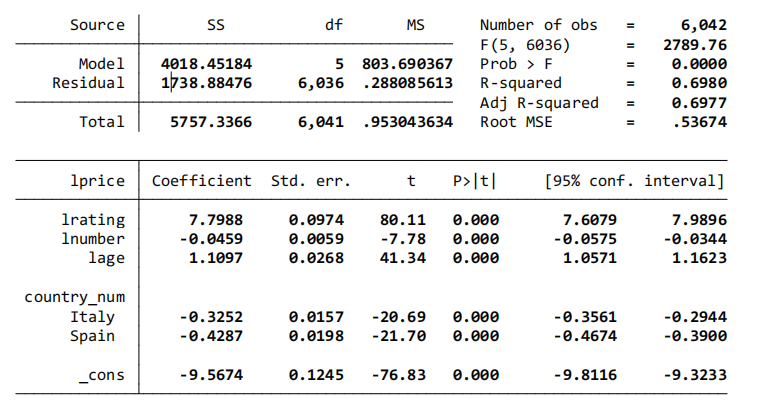 Source SS df MS Number of obs = 6,042
F(5, 6036) = 2789.76
Model 4018.45184 5 803.690367 Prob > F = 0.0000
Residual 1738.88476 6,036 .288085613 R-squared = 0.6980
Adj R-squared = 0.6977
Total 5757.3366 6,041 .953043634 Root MSE = .53674
lprice Coefficient Std. err. t P>|t| [95% conf. interval]
lrating 7.7988 0.0974 80.11 0.000 7.6079 7.9896
lnumber -0.0459 0.0059 -7.78 0.000 -0.0575 -0.0344
lage 1.1097 0.0268 41.34 0.000 1.0571 1.1623
country_num
Italy -0.3252 0.0157 -20.69 0.000 -0.3561 -0.2944
Spain -0.4287 0.0198 -21.70 0.000 -0.4674 -0.3900
_cons -9.5674 0.1245 -76.83 0.000 -9.8116 -9.3233